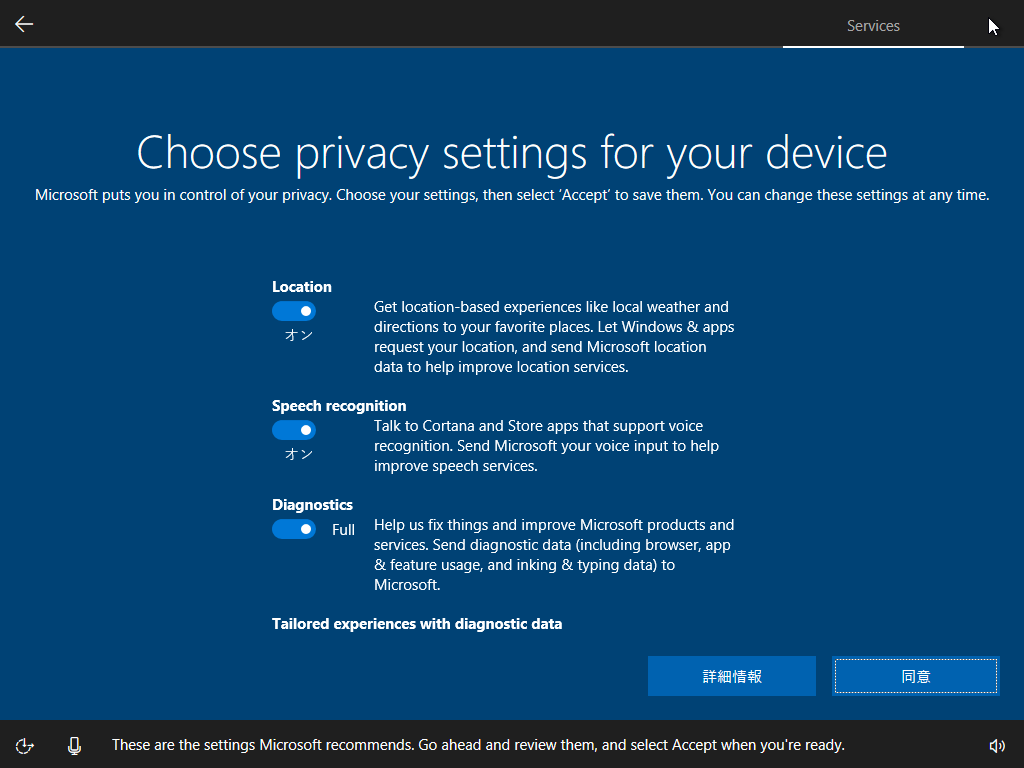 Services
Choose privacy settings for your device
Microsoft puts you in control of your privacy. Choose your settings, then select ‘Accept’ to save them. You can change these settings at any time.
Location
オン
Get location-based experiences like local weather and
directions to your favorite places. Let Windows & apps
request your location, and send Microsoft location
data to help improve location services.
Speech recognition
オン
Talk to Cortana and Store apps that support voice
recognition. Send Microsoft your voice input to help
improve speech services.
Diagnostics
Full
Help us fix things and improve Microsoft products and
services. Send diagnostic data (including browser, app
& feature usage, and inking & typing data) to
Microsoft.
Tailored experiences with diagnostic data
詳細情報
同意
These are the settings Microsoft recommends. Go ahead and review them, and select Accept when you're ready.